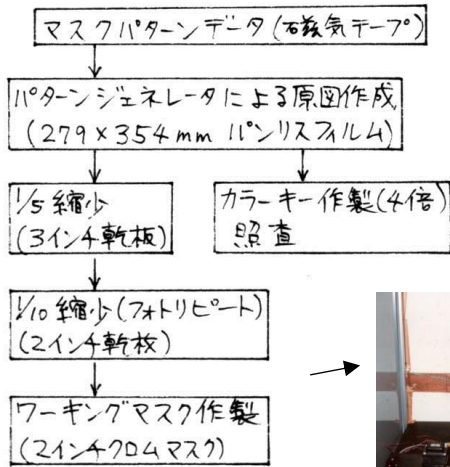 マスクパターンデータ(磁気テープ)
パターンジェネレータによる原図作成
(279×354mm パンリスフィルム)
1/5縮少
(3インチ乾板)
カラーキー作製(4倍)
照査
1/10縮少(フォトリピート)
(2インチ乾板)
ワーキングマスク作製
(2インチクロムマスク)